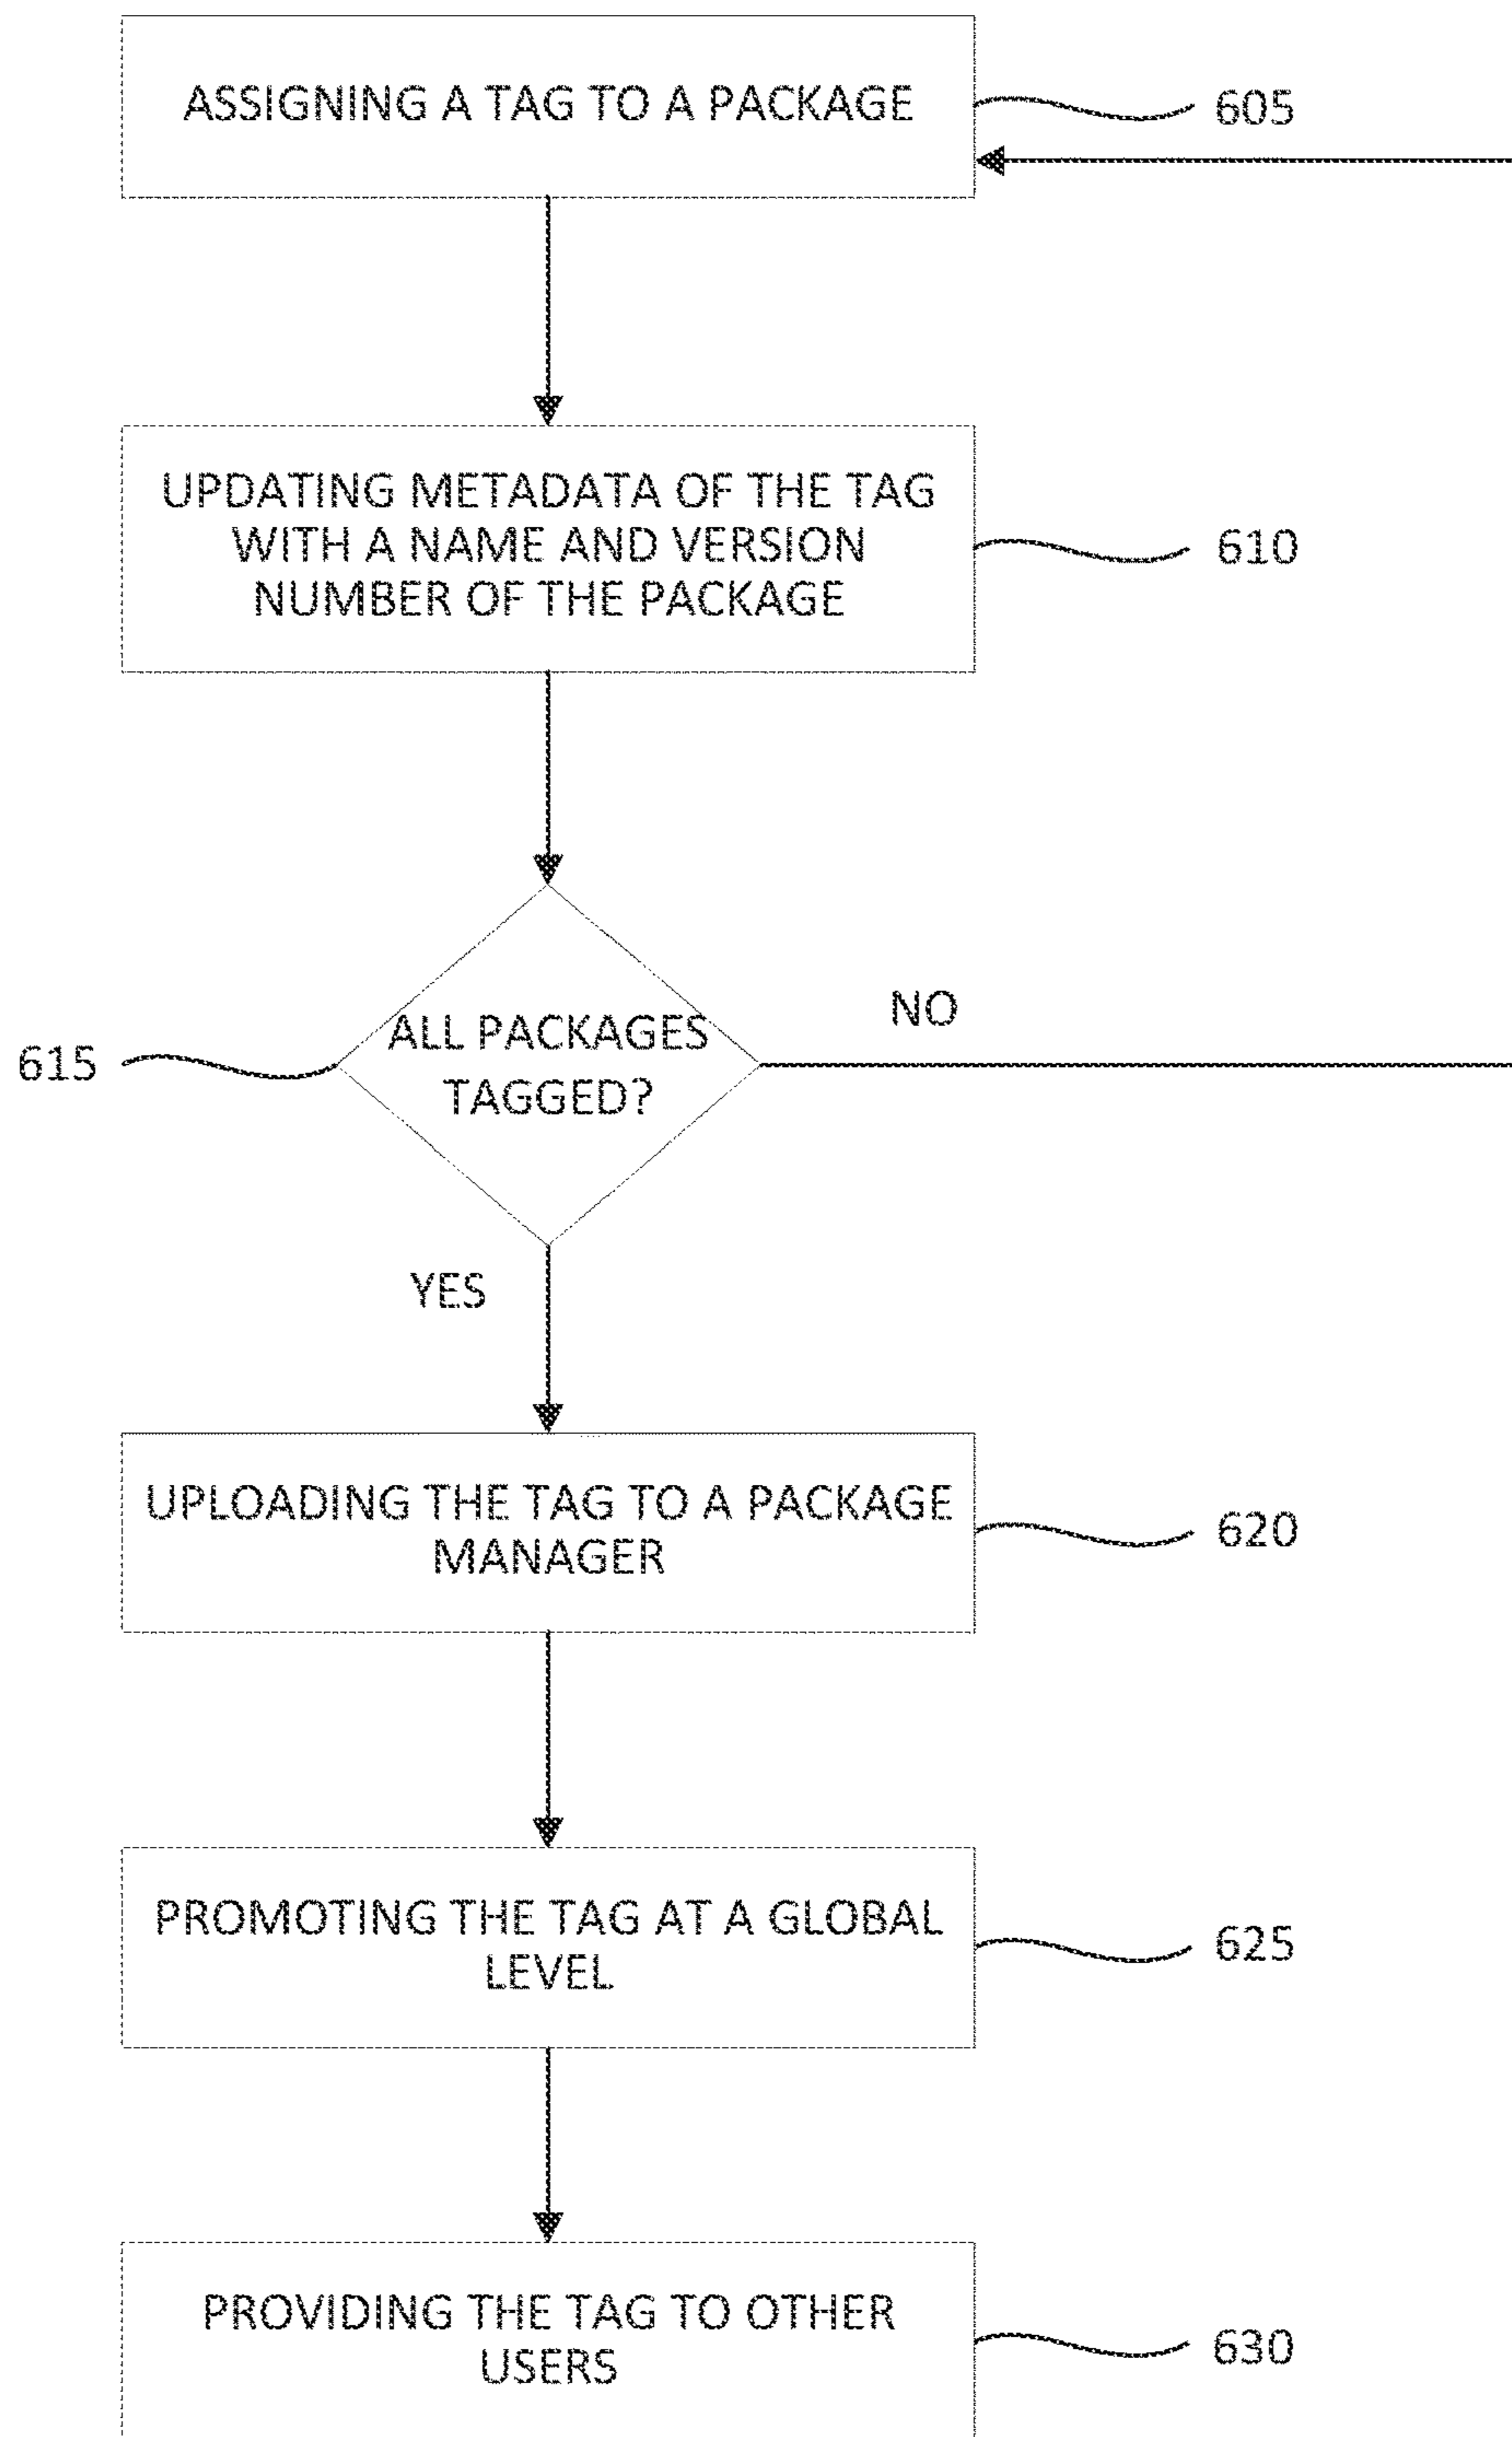 ASSIGNING A TAG TO A PACKAGE
605
UPDATING METADATA OF THE TAG
WITH A NAME AND VERSION
NUMBER OF THE PACKAGE
610
NO
ALL PACKAGES
TAGGED?
615
YES
UPLOADING THE TAG TO A PACKAGE
MANAGER
620
PROMOTING THE TAG AT A GLOBAL
LEVEL
625
PROVIDING THE TAG TO OTHER
USERS
630